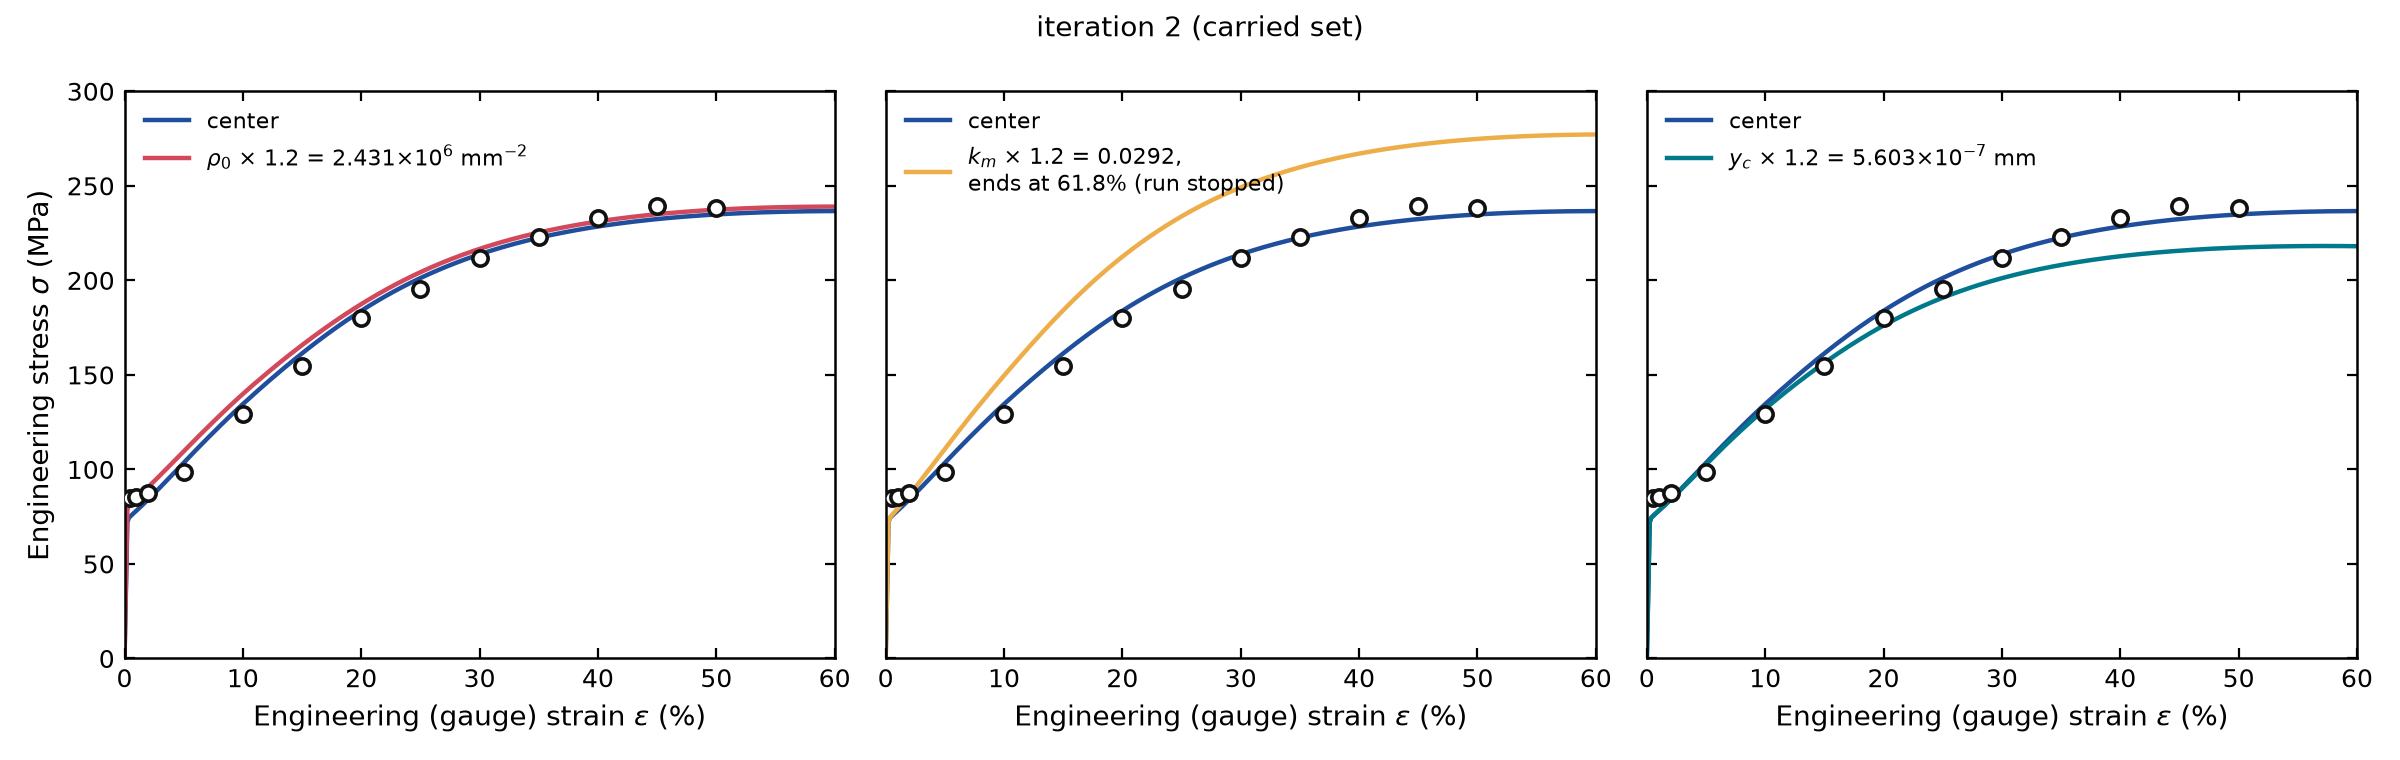 iteration 2 (carried set)
Engineering stress σ (MPa)
300
250
200
150
100
50
0
center
ρ₀ × 1.2 = 2.431×10⁶ mm⁻²
0 10 20 30 40 50 60
Engineering (gauge) strain ε (%)
center
kₘ × 1.2 = 0.0292,
ends at 61.8% (run stopped)
0 10 20 30 40 50 60
Engineering (gauge) strain ε (%)
center
y_c × 1.2 = 5.603×10⁻⁷ mm
0 10 20 30 40 50 60
Engineering (gauge) strain ε (%)